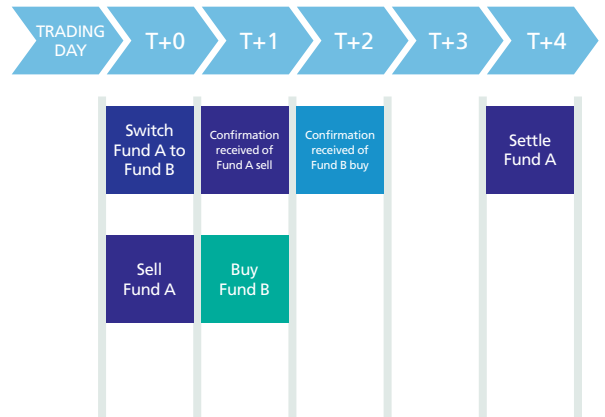 TRADING
DAY
T+0
T+1
T+2
T+3
T+4
Switch
Fund A to
Fund B
Confirmation
received of
Fund A sell
Confirmation
received of
Fund B buy
Settle
Fund A
Sell
Fund A
Buy
Fund B